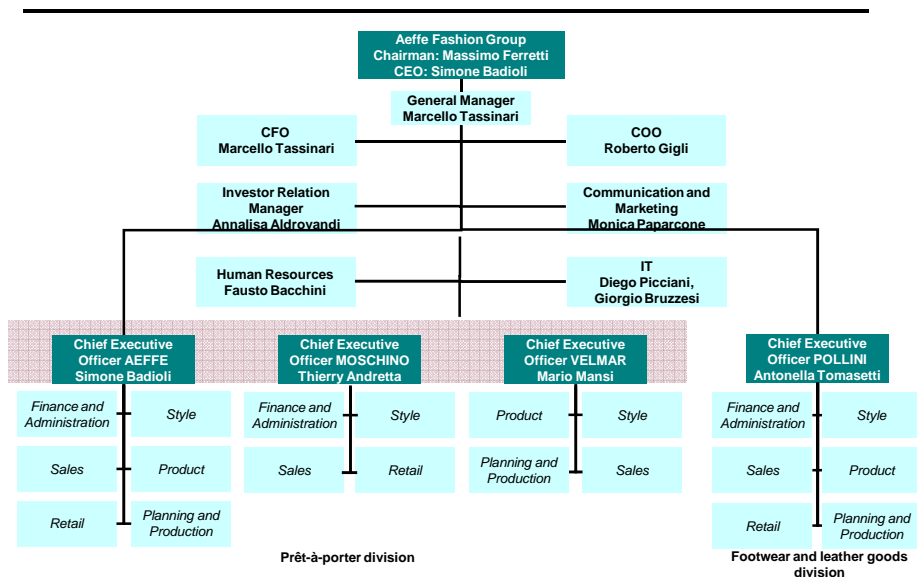 Aeffe Fashion Group
Chairman: Massimo Ferretti
CEO: Simone Badioli
General Manager
Marcello Tassinari
CFO
Marcello Tassinari
COO
Roberto Gigli
Investor Relation
Manager
Annalisa Aldrovandi
Communication and
Marketing
Monica Paparcone
Human Resources
Fausto Bacchini
IT
Diego Picciani,
Giorgio Bruzzesi
Chief Executive
Officer AEFFE
Simone Badioli
Chief Executive
Officer MOSCHINO
Thierry Andretta
Chief Executive
Officer VELMAR
Mario Mansi
Chief Executive
Officer POLLINI
Antonella Tomasetti
Finance and
Administration
Style
Sales
Product
Retail
Planning and
Production
Finance and
Administration
Style
Sales
Retail
Product
Style
Planning and
Production
Sales
Finance and
Administration
Style
Sales
Product
Retail
Planning and
Production
Prêt-à-porter division
Footwear and leather goods
division